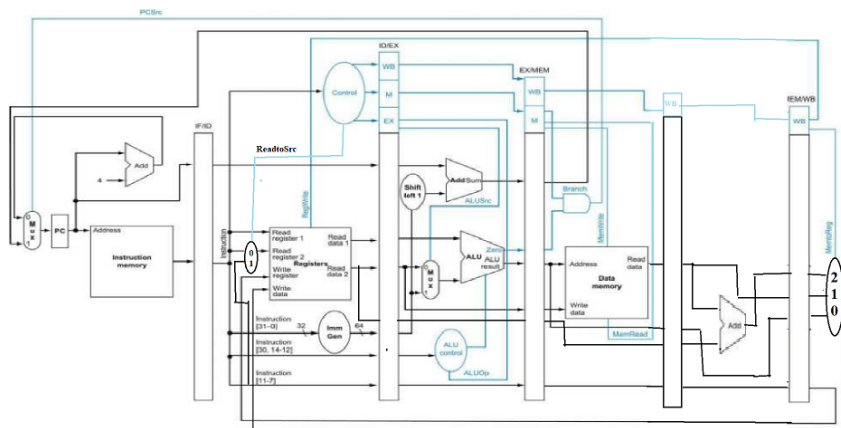 PCSrc
ID/EX
WB
EX/MEM
Control
M
WB
WB
MEM/WB
WB
EX
M
IF/ID
ReadtoSrc
Add
4
Add Sum
Shift
left 1
Branch
ALUSrc
RegWrite
MemWrite
MemtoReg
0
M
u
x
1
PC
Address
Instruction
memory
Instruction
0
1
Read
register 1
Read
register 2
Write
register
Write
data
Registers
Read
data 1
Read
data 2
0
M
u
x
1
Zero
ALU
ALU
result
Address
Read
data
Data
memory
Write
data
2
1
0
Add
Instruction
[31–0]
32
Imm
Gen
64
MemRead
Instruction
[30, 14-12]
ALU
control
Instruction
[11-7]
ALUOp